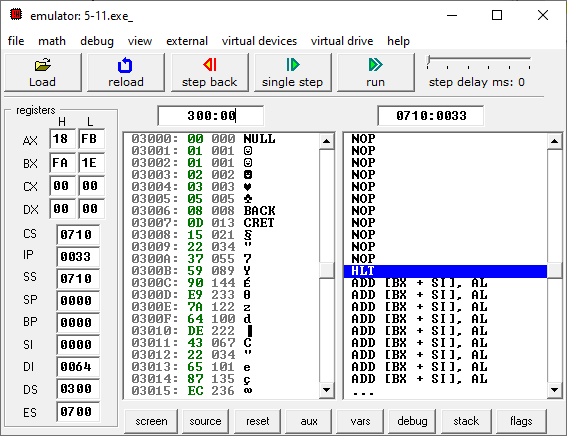 emulator: 5-11.exe_
file math debug view external virtual devices virtual drive help
Load reload step back single step run step delay ms: 0
registers
H L
AX 18 FB
BX FA 1E
CX 00 00
DX 00 00
CS 0710
IP 0033
SS 0710
SP 0000
BP 0000
SI 0000
DI 0064
DS 0300
ES 0700
300:00
03000: 00 000 NULL
03001: 01 001 ☺
03002: 01 001 ☺
03003: 02 002 ☻
03004: 03 003 ♥
03005: 05 005 ♣
03006: 08 008 BACK
03007: 0D 013 CRET
03008: 15 021 §
03009: 22 034 "
0300A: 37 055 7
0300B: 59 089 Y
0300C: 90 144 É
0300D: E9 233 θ
0300E: 7A 122 z
0300F: 64 100 d
03010: DE 222 ▐
03011: 43 067 C
03012: 22 034 "
03013: 65 101 e
03014: 87 135 ç
03015: EC 236 ∞
0710:0033
NOP
NOP
NOP
NOP
NOP
NOP
NOP
NOP
NOP
NOP
NOP
HLT
ADD [BX + SI], AL
ADD [BX + SI], AL
ADD [BX + SI], AL
ADD [BX + SI], AL
ADD [BX + SI], AL
ADD [BX + SI], AL
ADD [BX + SI], AL
ADD [BX + SI], AL
ADD [BX + SI], AL
...
screen source reset aux vars debug stack flags